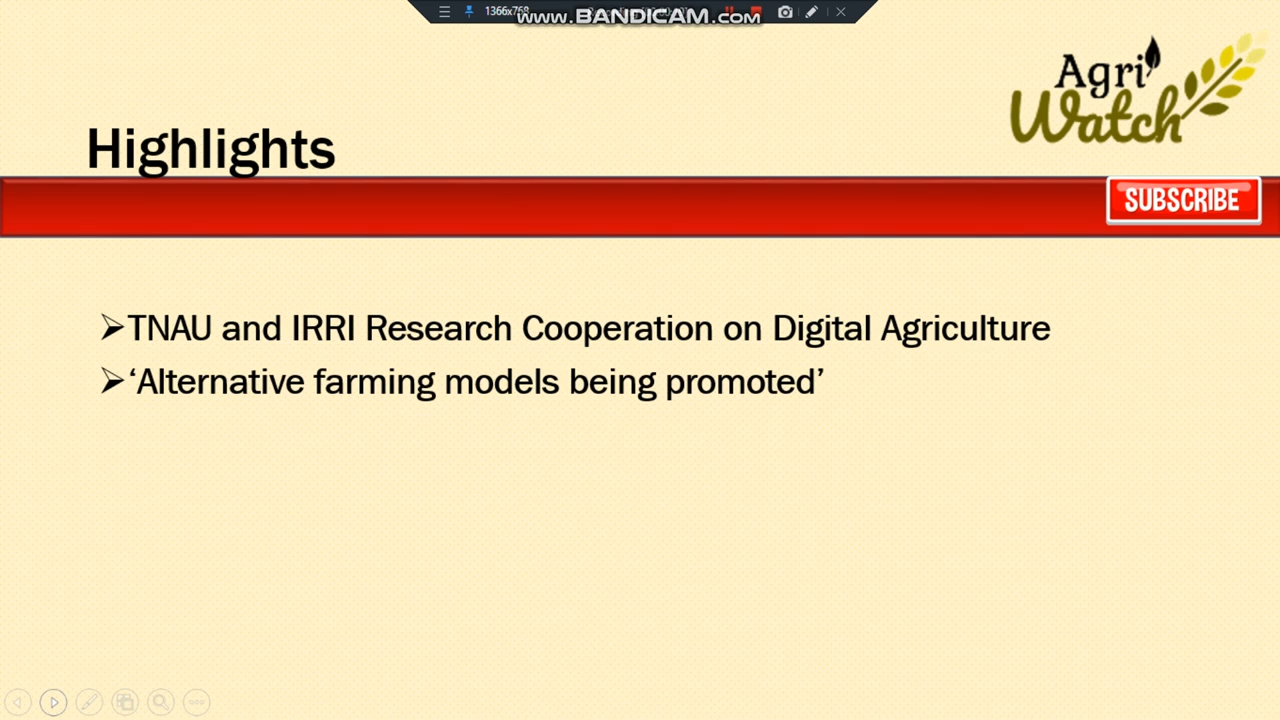 1366x768
www.BANDICAM.com
Agri
Watch
Highlights
SUBSCRIBE
➢TNAU and IRRI Research Cooperation on Digital Agriculture
➢‘Alternative farming models being promoted’